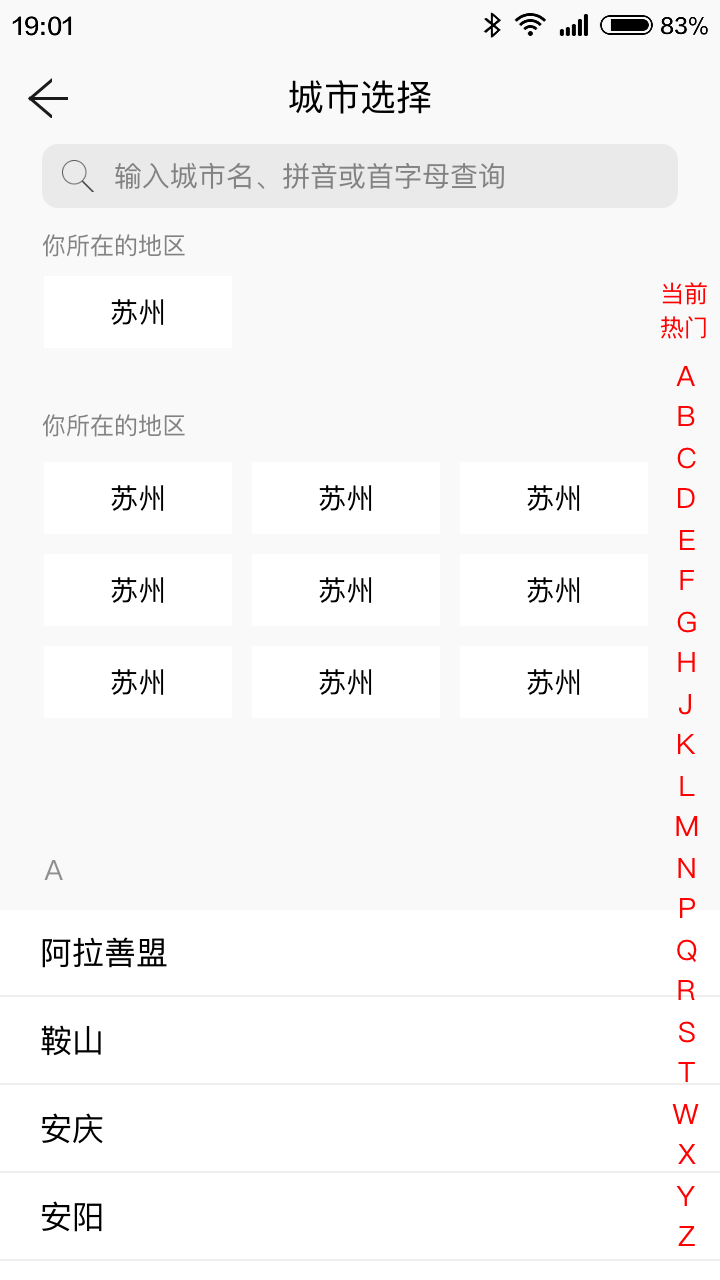 19:01 83%
城市选择
输入城市名、拼音或首字母查询
你所在的地区
苏州
当前
热门
你所在的地区
苏州 苏州 苏州
苏州 苏州 苏州
苏州 苏州 苏州
A
阿拉善盟
鞍山
安庆
安阳
A
B
C
D
E
F
G
H
J
K
L
M
N
P
Q
R
S
T
W
X
Y
Z